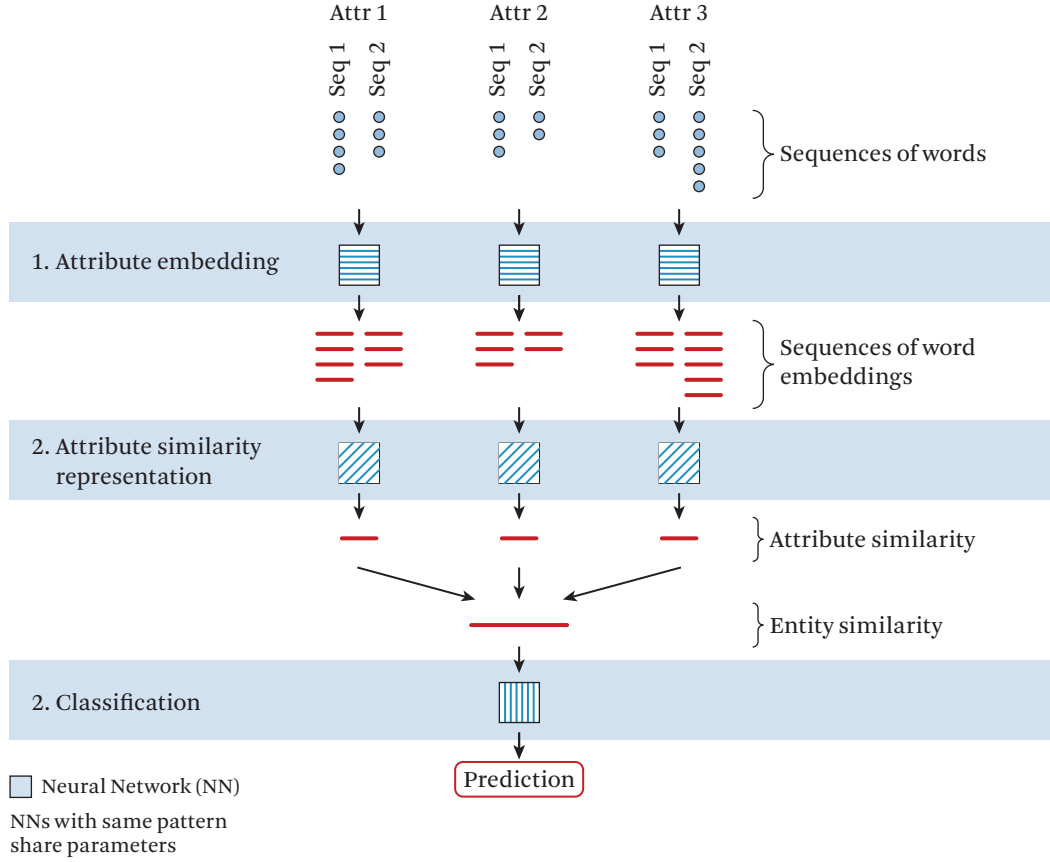 Attr 1 Attr 2 Attr 3
Seq 1 Seq 2 Seq 1 Seq 2 Seq 1 Seq 2
Sequences of words
1. Attribute embedding
Sequences of word
embeddings
2. Attribute similarity
representation
Attribute similarity
Entity similarity
2. Classification
Prediction
Neural Network (NN)
NNs with same pattern
share parameters